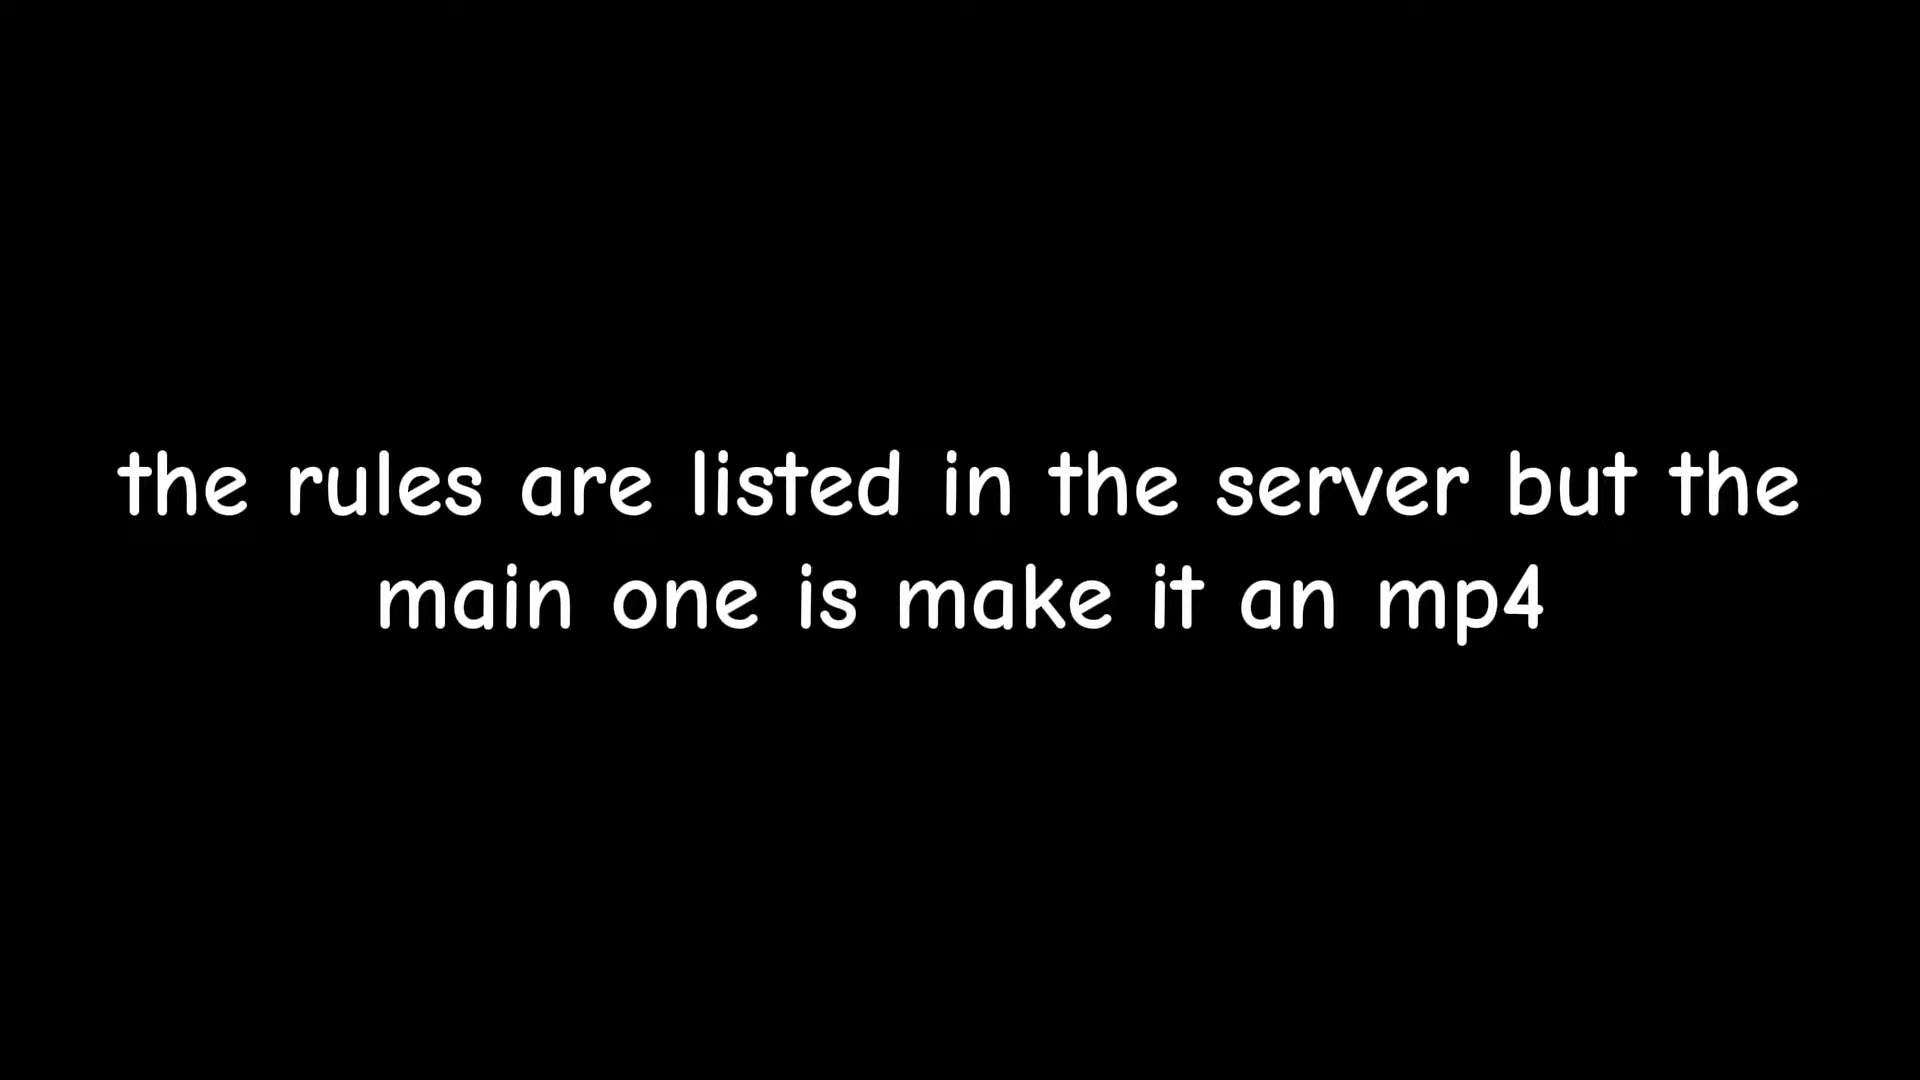 the rules are listed in the server but the
main one is make it an mp4